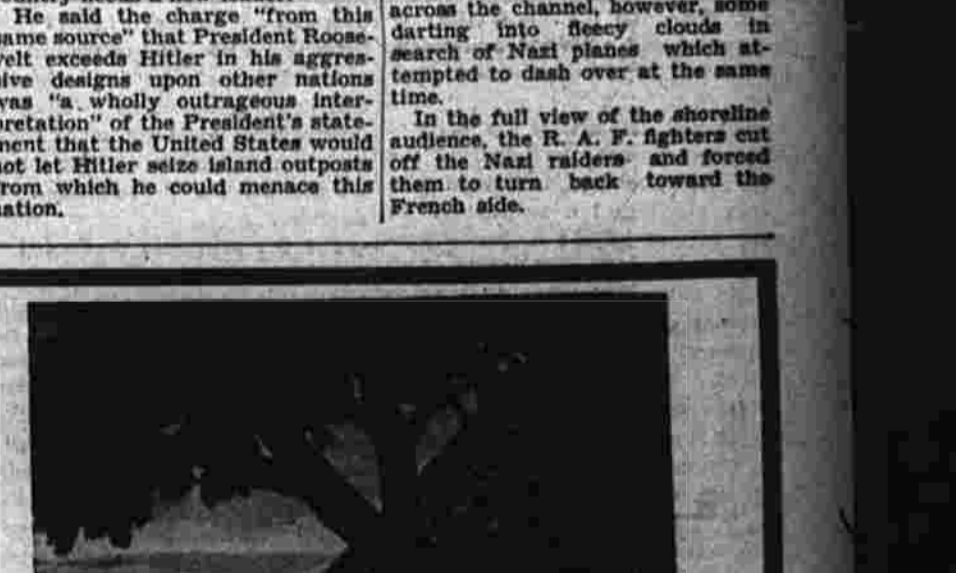 He said the charge "from this
ame source" that President Roose-
velt exceeds Hitler in his aggres-
ive designs upon other nations
was "a wholly outrageous inter-
pretation" of the President's state-
ment that the United States would
not let Hitler seize island outposts
from which he could menace this
nation.
across the channel, however, some
darting into fleecy clouds in
search of Nazi planes which at-
tempted to dash over at the same
time.
In the full view of the shoreline
audience, the R. A. F. fighters cut
off the Nazi raiders and forced
them to turn back toward the
French side.